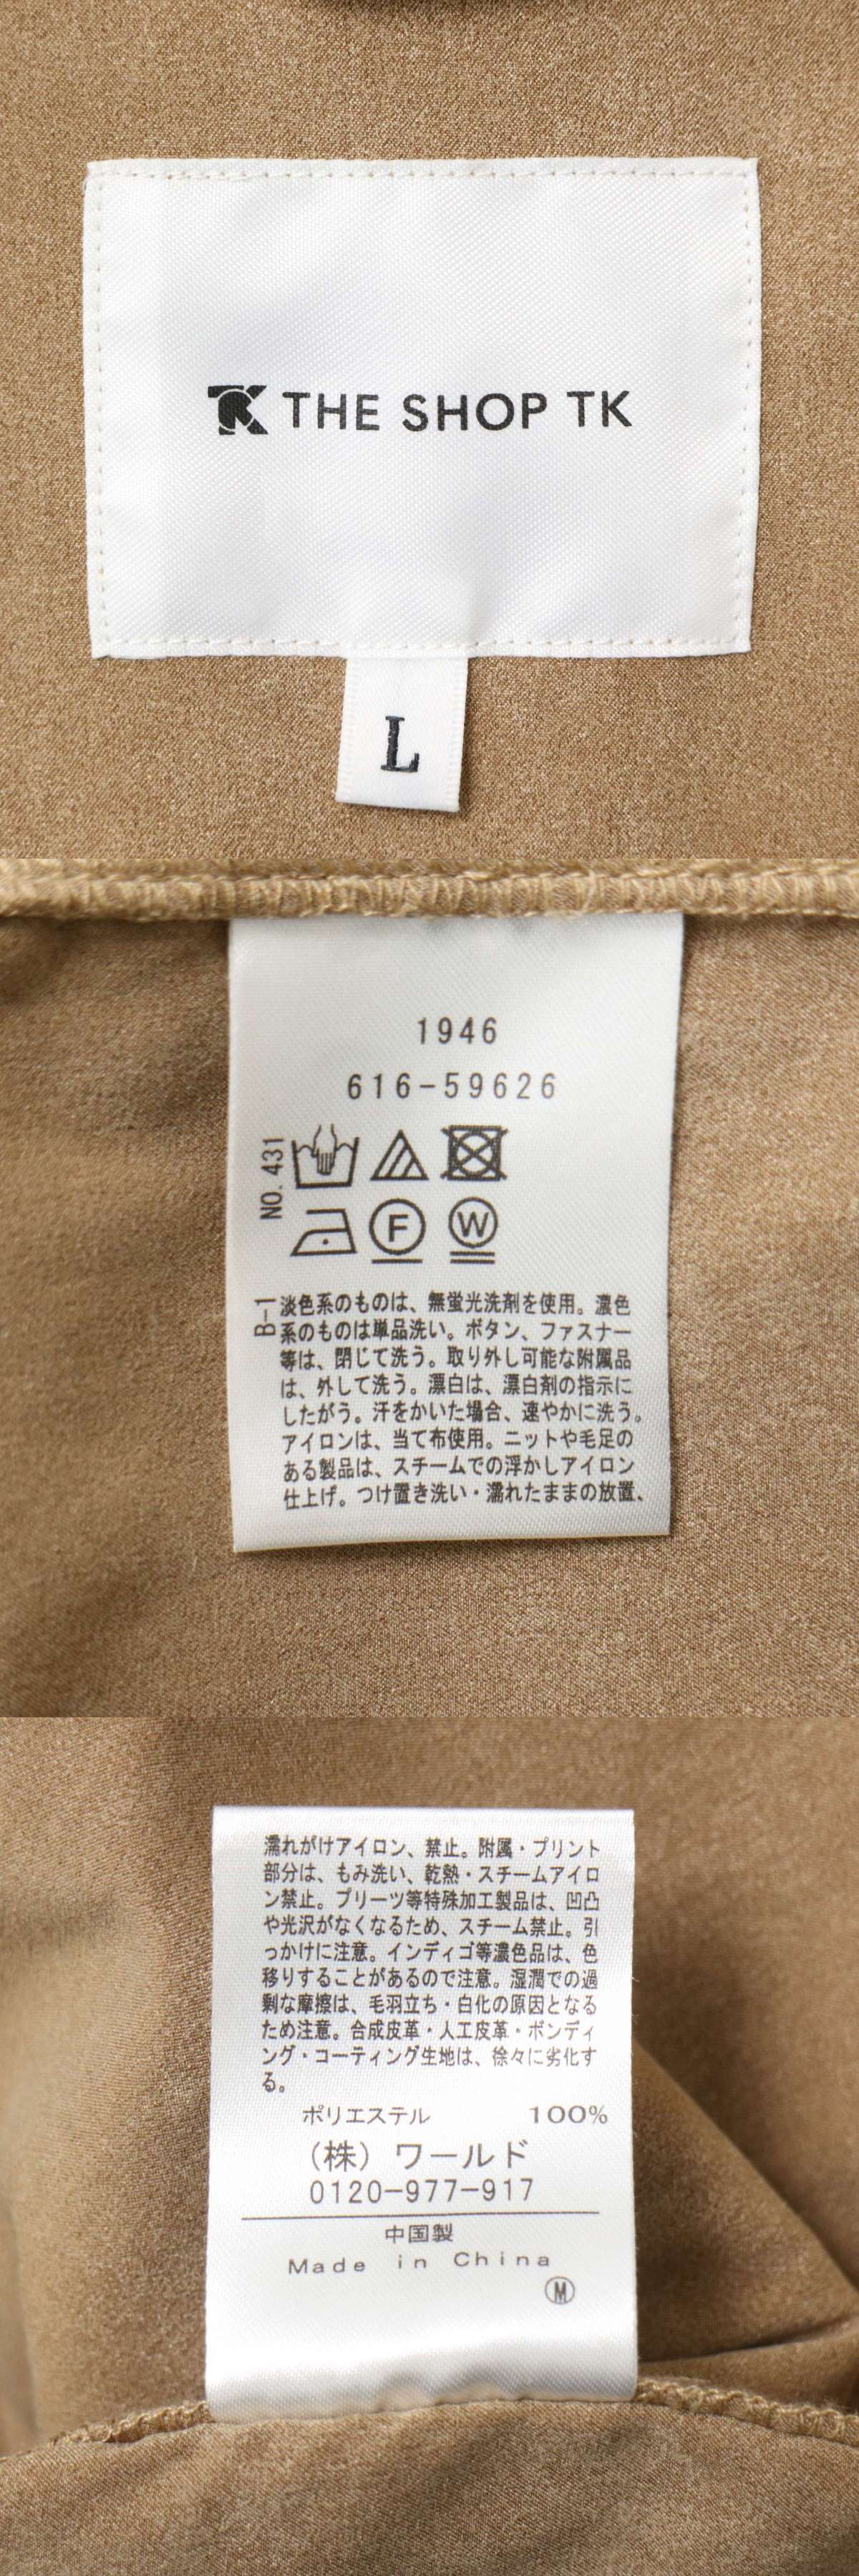 THE SHOP TK
L
1946
616-59626
NO. 431
F
W
B-1
淡色系のものは、無蛍光洗剤を使用。濃色
系のものは単品洗い。ボタン、ファスナー
等は、閉じて洗う。取り外し可能な附属品
は、外して洗う。漂白は、漂白剤の指示に
したがう。汗をかいた場合、速やかに洗う。
アイロンは、当て布使用。ニットや毛足の
ある製品は、スチームでの浮かしアイロン
仕上げ。つけ置き洗い・濡れたままの放置、
濡れがけアイロン、禁止。附属・プリント
部分は、もみ洗い、乾熱・スチームアイロ
ン禁止。プリーツ等特殊加工製品は、凹凸
や光沢がなくなるため、スチーム禁止。引
っかけに注意。インディゴ等濃色品は、色
移りすることがあるので注意。湿潤での過
剰な摩擦は、毛羽立ち・白化の原因となる
ため注意。合成皮革・人工皮革・ボンディ
ング・コーティング生地は、徐々に劣化す
る。
ポリエステル 100%
(株) ワールド
0120-977-917
中国製
Made in China
Ⓜ